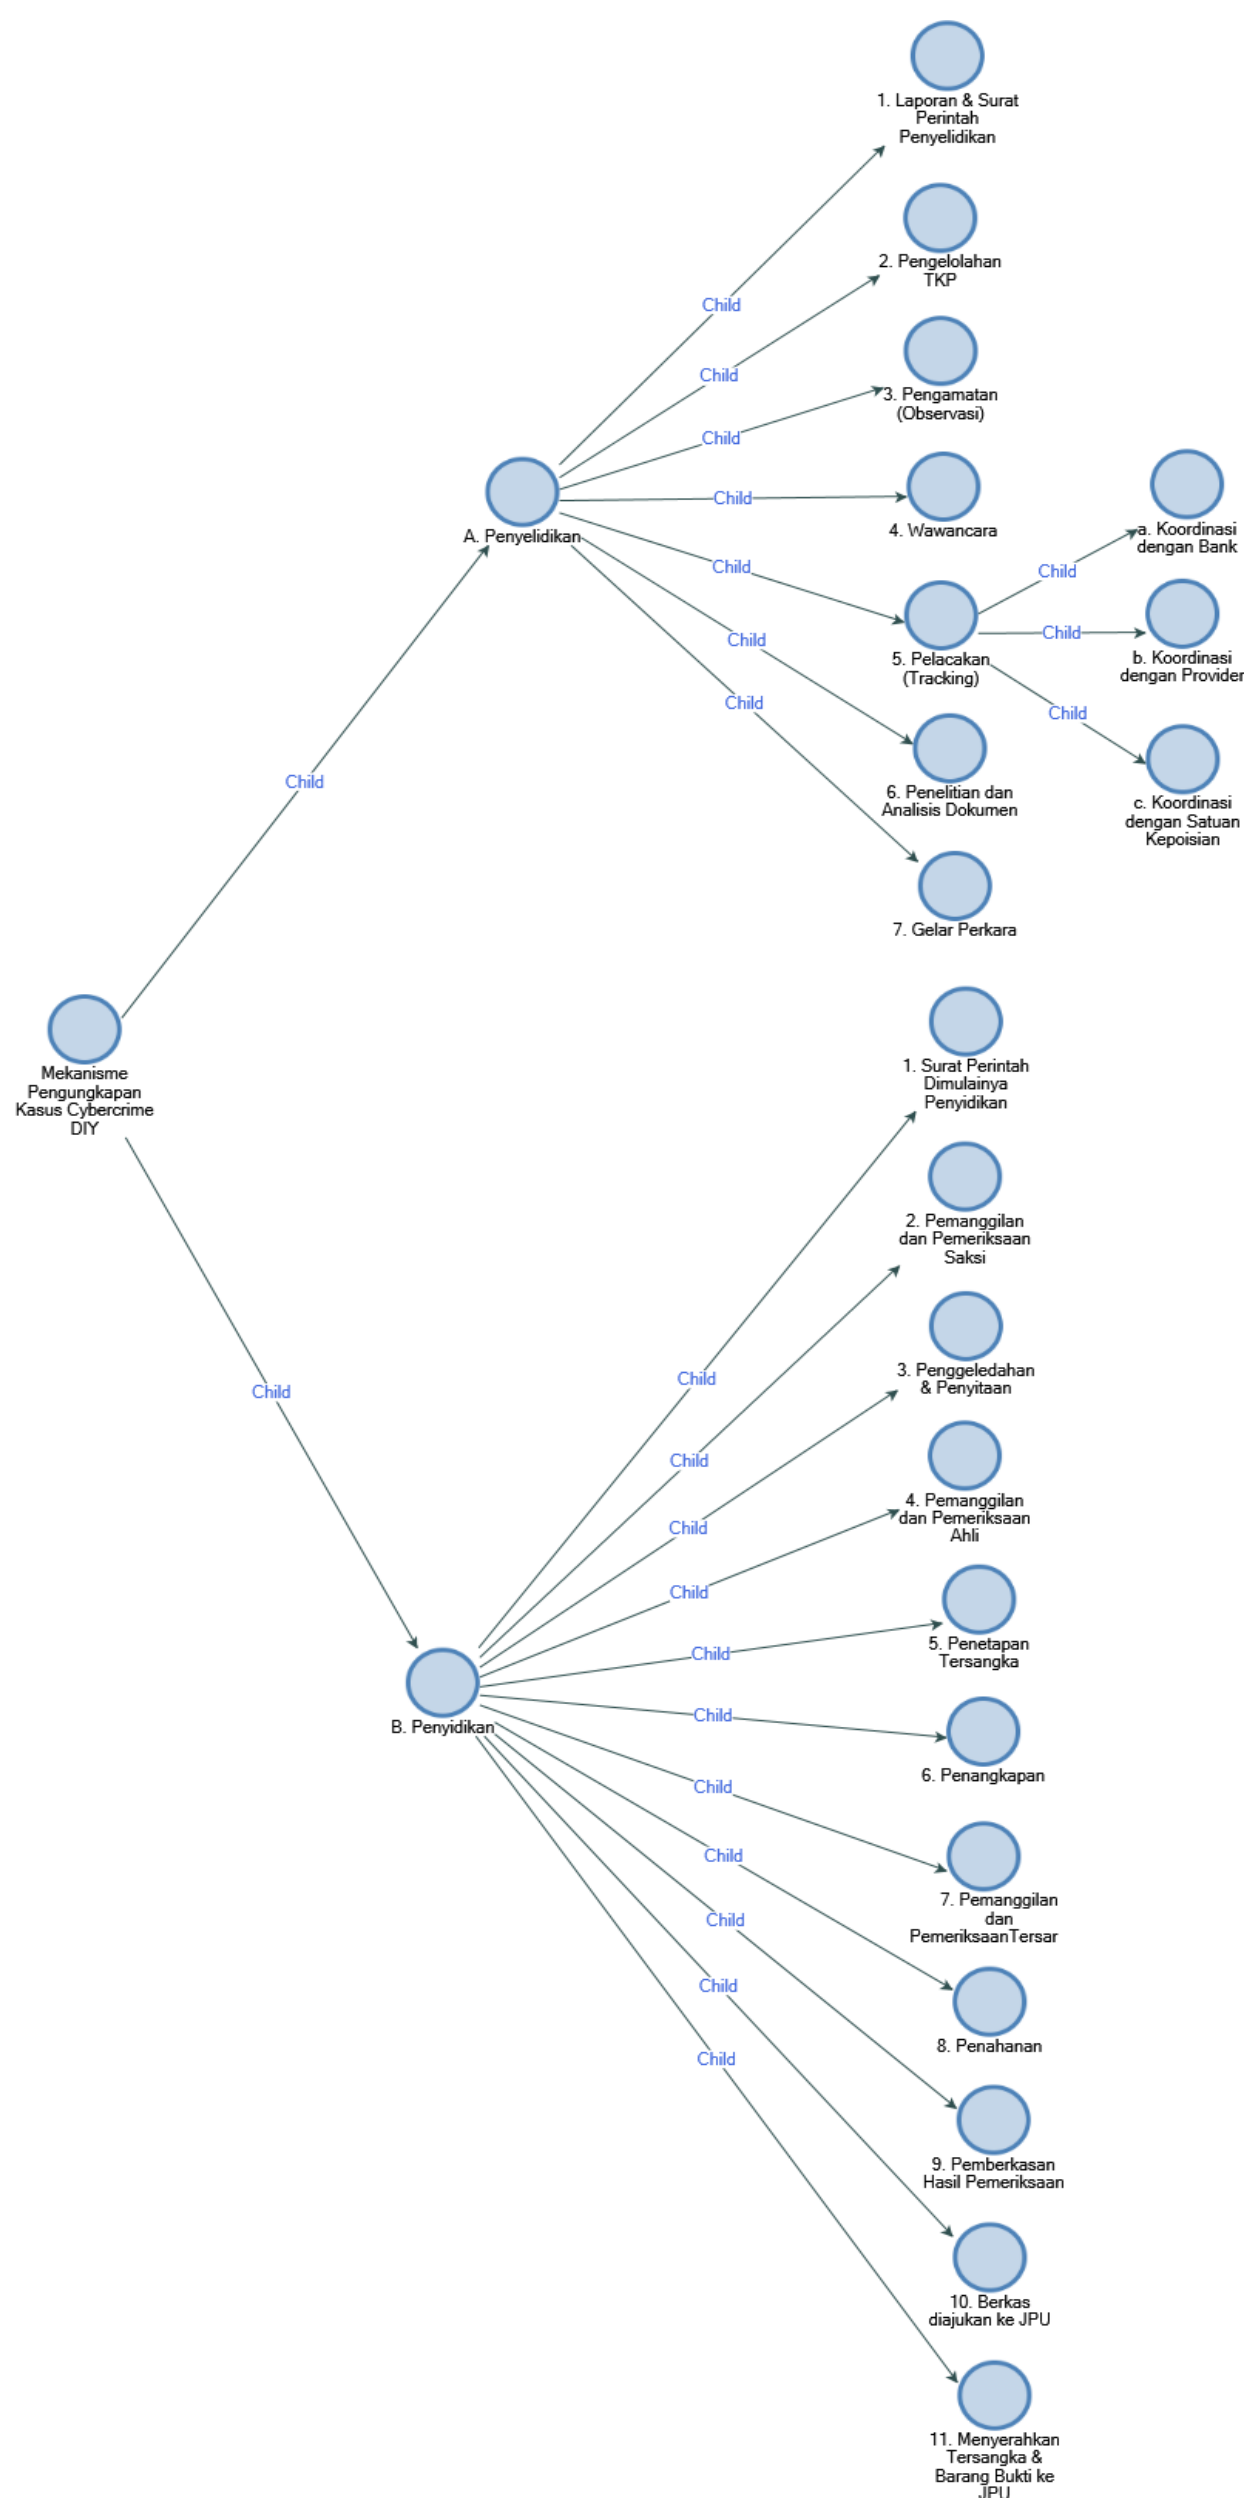 1. Laporan & Surat
Perintah
Penyelidikan
Child
2. Pengelolahan
TKP
Child
3. Pengamatan
(Observasi)
Child
A. Penyelidikan
Child
4. Wawancara
Child
5. Pelacakan
(Tracking)
Child
a. Koordinasi
dengan Bank
Child
b. Koordinasi
dengan Provider
Child
c. Koordinasi
dengan Satuan
Kepoisian
Child
6. Penelitian dan
Analisis Dokumen
Child
7. Gelar Perkara
Child
Mekanisme
Pengungkapan
Kasus Cybercrime
DIY
Child
1. Surat Perintah
Dimulainya
Penyidikan
Child
2. Pemanggilan
dan Pemeriksaan
Saksi
Child
3. Penggeledahan
& Penyitaan
Child
4. Pemanggilan
dan Pemeriksaan
Ahli
Child
5. Penetapan
Tersangka
Child
B. Penyidikan
Child
6. Penangkapan
Child
7. Pemanggilan
dan
PemeriksaanTersar
Child
8. Penahanan
Child
9. Pemberkasan
Hasil Pemeriksaan
Child
10. Berkas
diajukan ke JPU
Child
11. Menyerahkan
Tersangka &
Barang Bukti ke
JPU